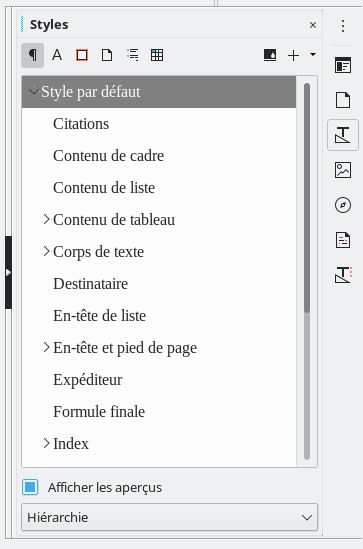 Styles
Style par défaut
Citations
Contenu de cadre
Contenu de liste
Contenu de tableau
Corps de texte
Destinataire
En-tête de liste
En-tête et pied de page
Expéditeur
Formule finale
Index
Afficher les aperçus
Hiérarchie